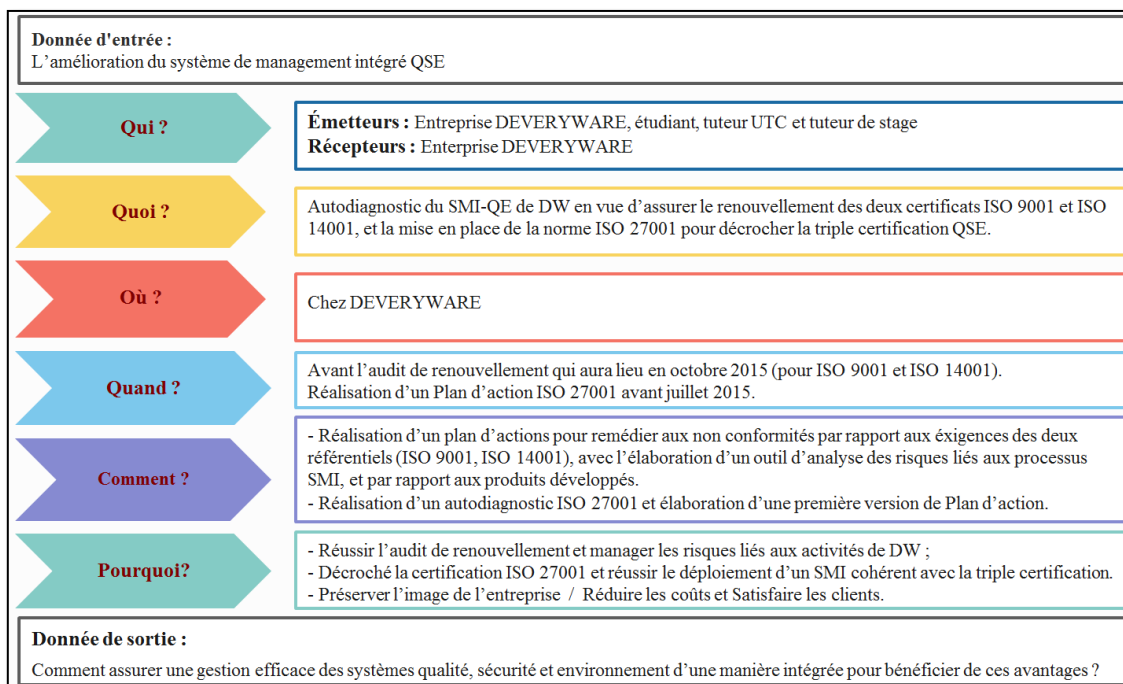 Donnée d'entrée :
L’amélioration du système de management intégré QSE
Qui ?
Émetteurs : Entreprise DEVERYWARE, étudiant, tuteur UTC et tuteur de stage
Récepteurs : Enterprise DEVERYWARE
Quoi ?
Autodiagnostic du SMI-QE de DW en vue d’assurer le renouvellement des deux certificats ISO 9001 et ISO
14001, et la mise en place de la norme ISO 27001 pour décrocher la triple certification QSE.
Où ?
Chez DEVERYWARE
Quand ?
Avant l’audit de renouvellement qui aura lieu en octobre 2015 (pour ISO 9001 et ISO 14001).
Réalisation d’un Plan d’action ISO 27001 avant juillet 2015.
Comment ?
- Réalisation d’un plan d’actions pour remédier aux non conformités par rapport aux éxigences des deux
référentiels (ISO 9001, ISO 14001), avec l’élaboration d’un outil d’analyse des risques liés aux processus
SMI, et par rapport aux produits développés.
- Réalisation d’un autodiagnostic ISO 27001 et élaboration d’une première version de Plan d’action.
Pourquoi?
- Réussir l’audit de renouvellement et manager les risques liés aux activités de DW ;
- Décroché la certification ISO 27001 et réussir le déploiement d’un SMI cohérent avec la triple certification.
- Préserver l’image de l’entreprise / Réduire les coûts et Satisfaire les clients.
Donnée de sortie :
Comment assurer une gestion efficace des systèmes qualité, sécurité et environnement d’une manière intégrée pour bénéficier de ces avantages ?